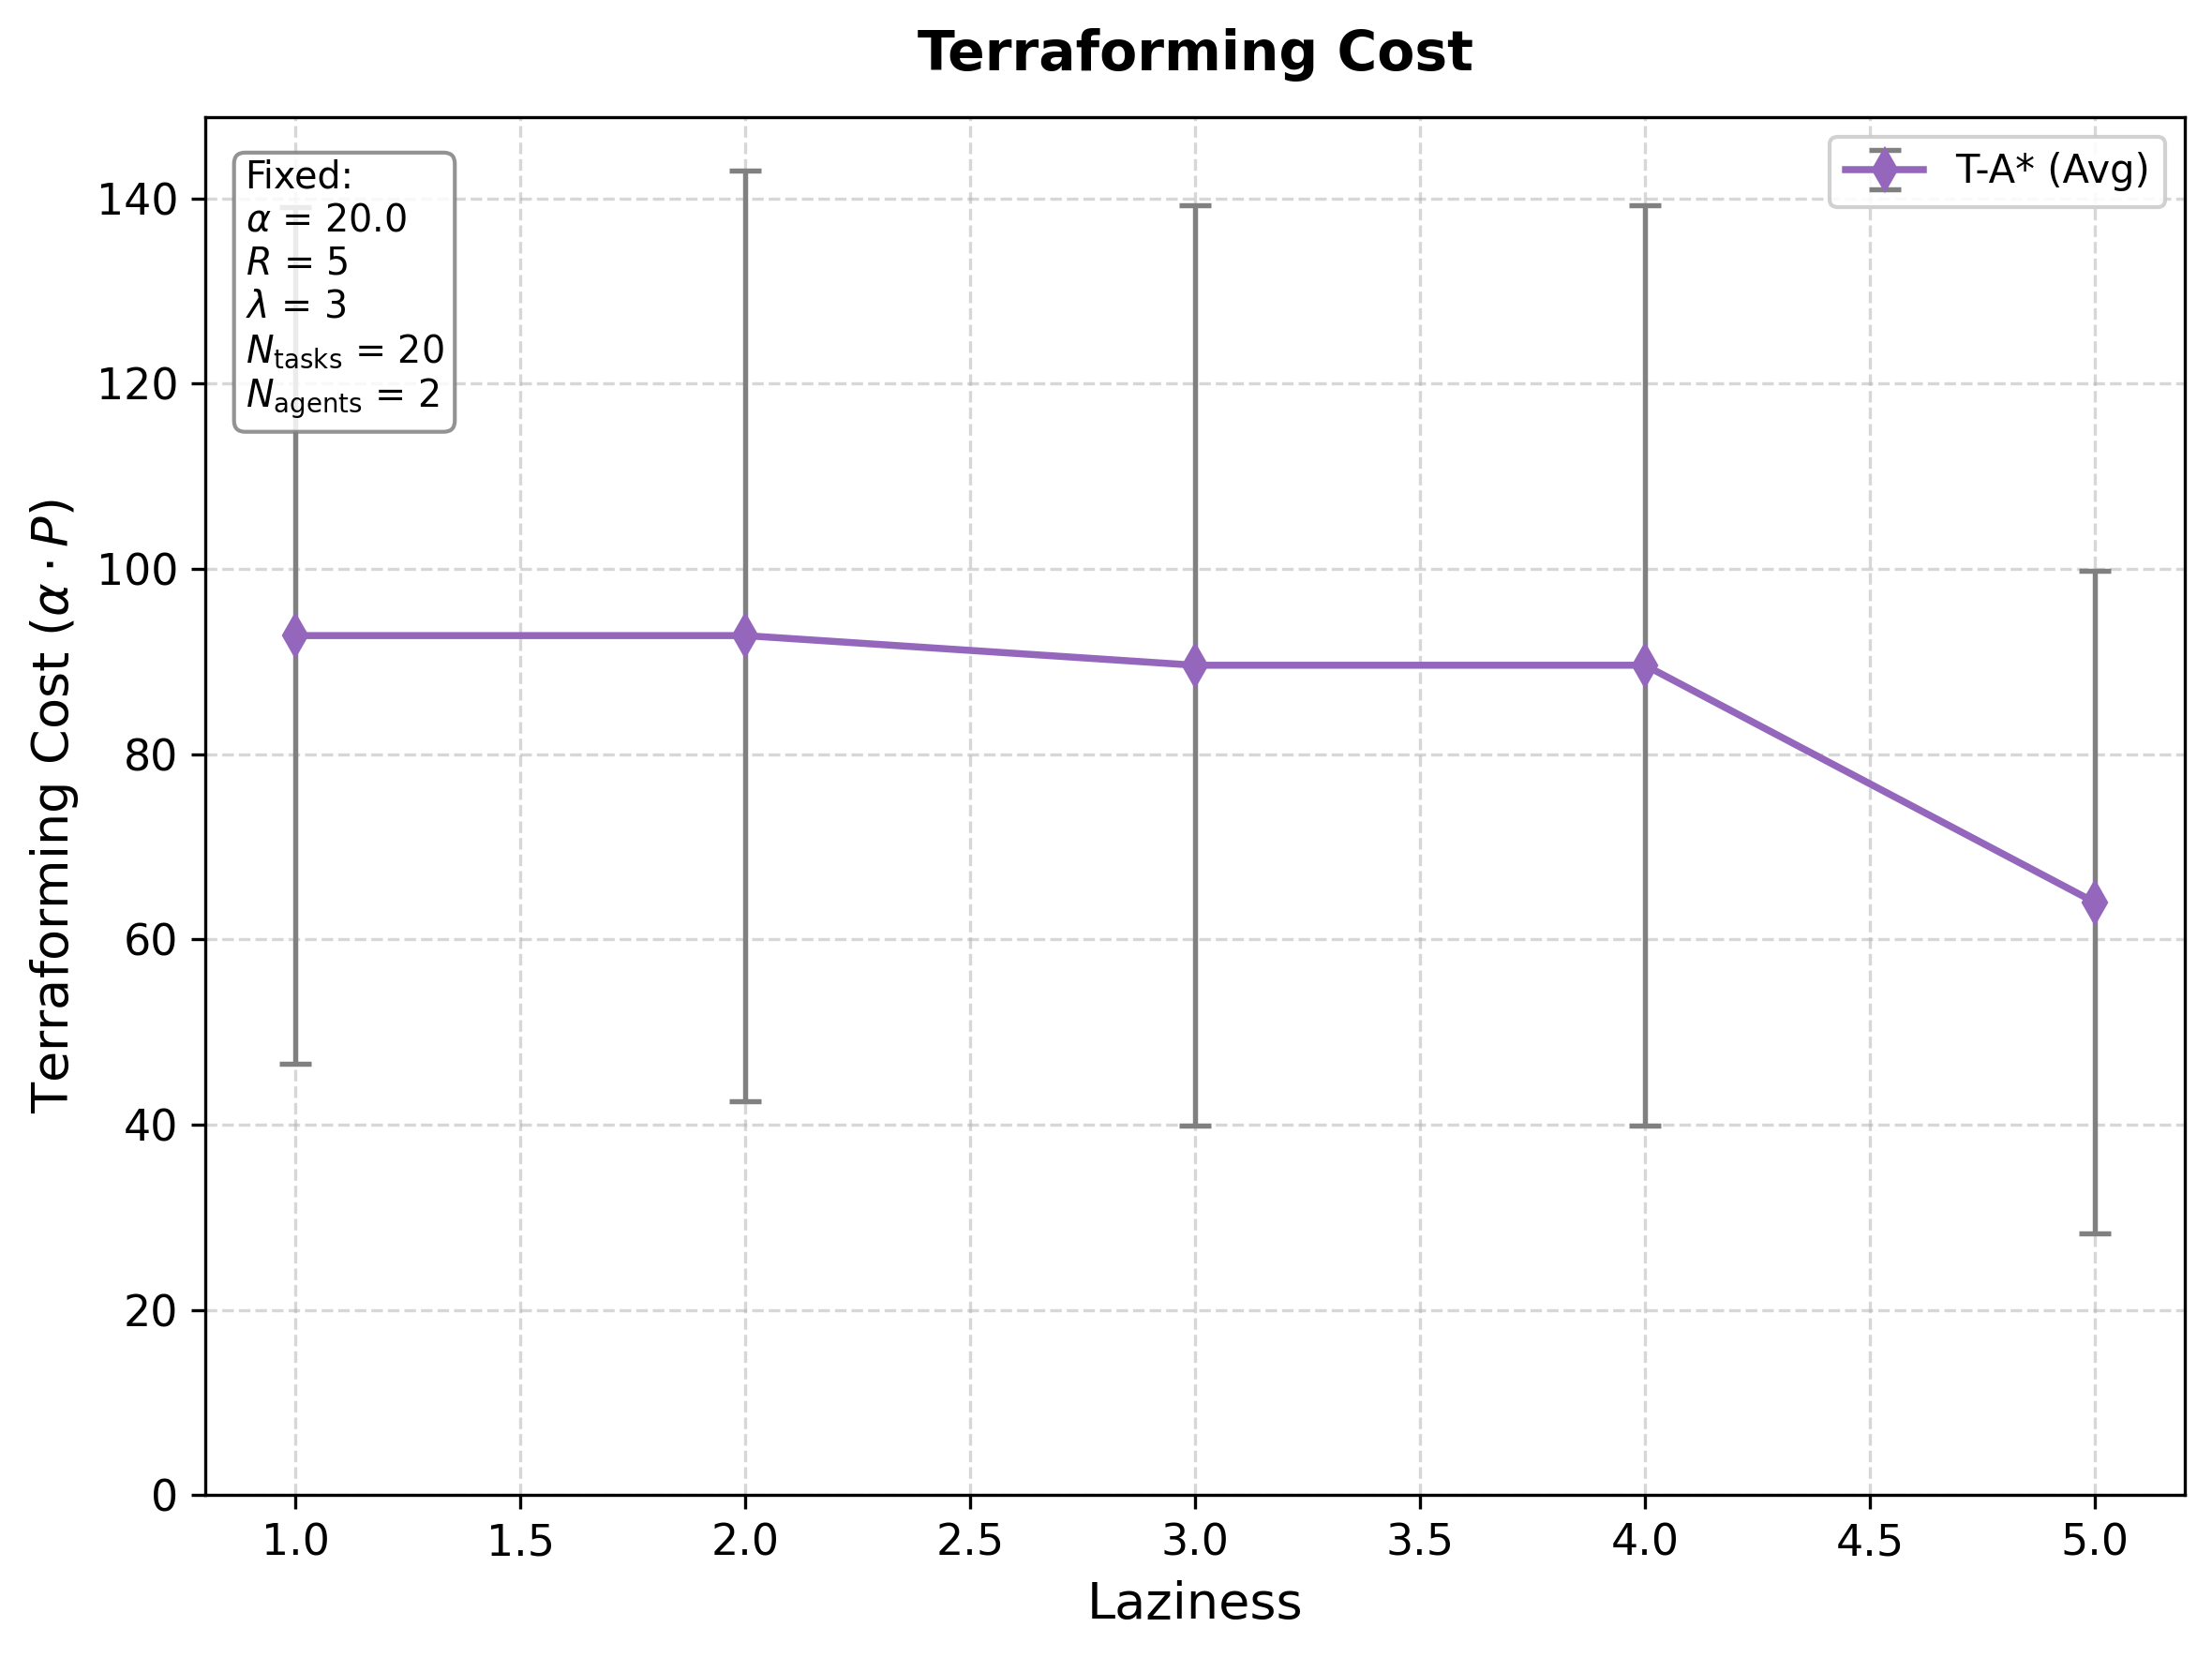 Terraforming Cost
Fixed:
α = 20.0
R = 5
λ = 3
N_tasks = 20
N_agents = 2
T-A* (Avg)
Terraforming Cost (α · P)
140
120
100
80
60
40
20
0
1.0 1.5 2.0 2.5 3.0 3.5 4.0 4.5 5.0
Laziness